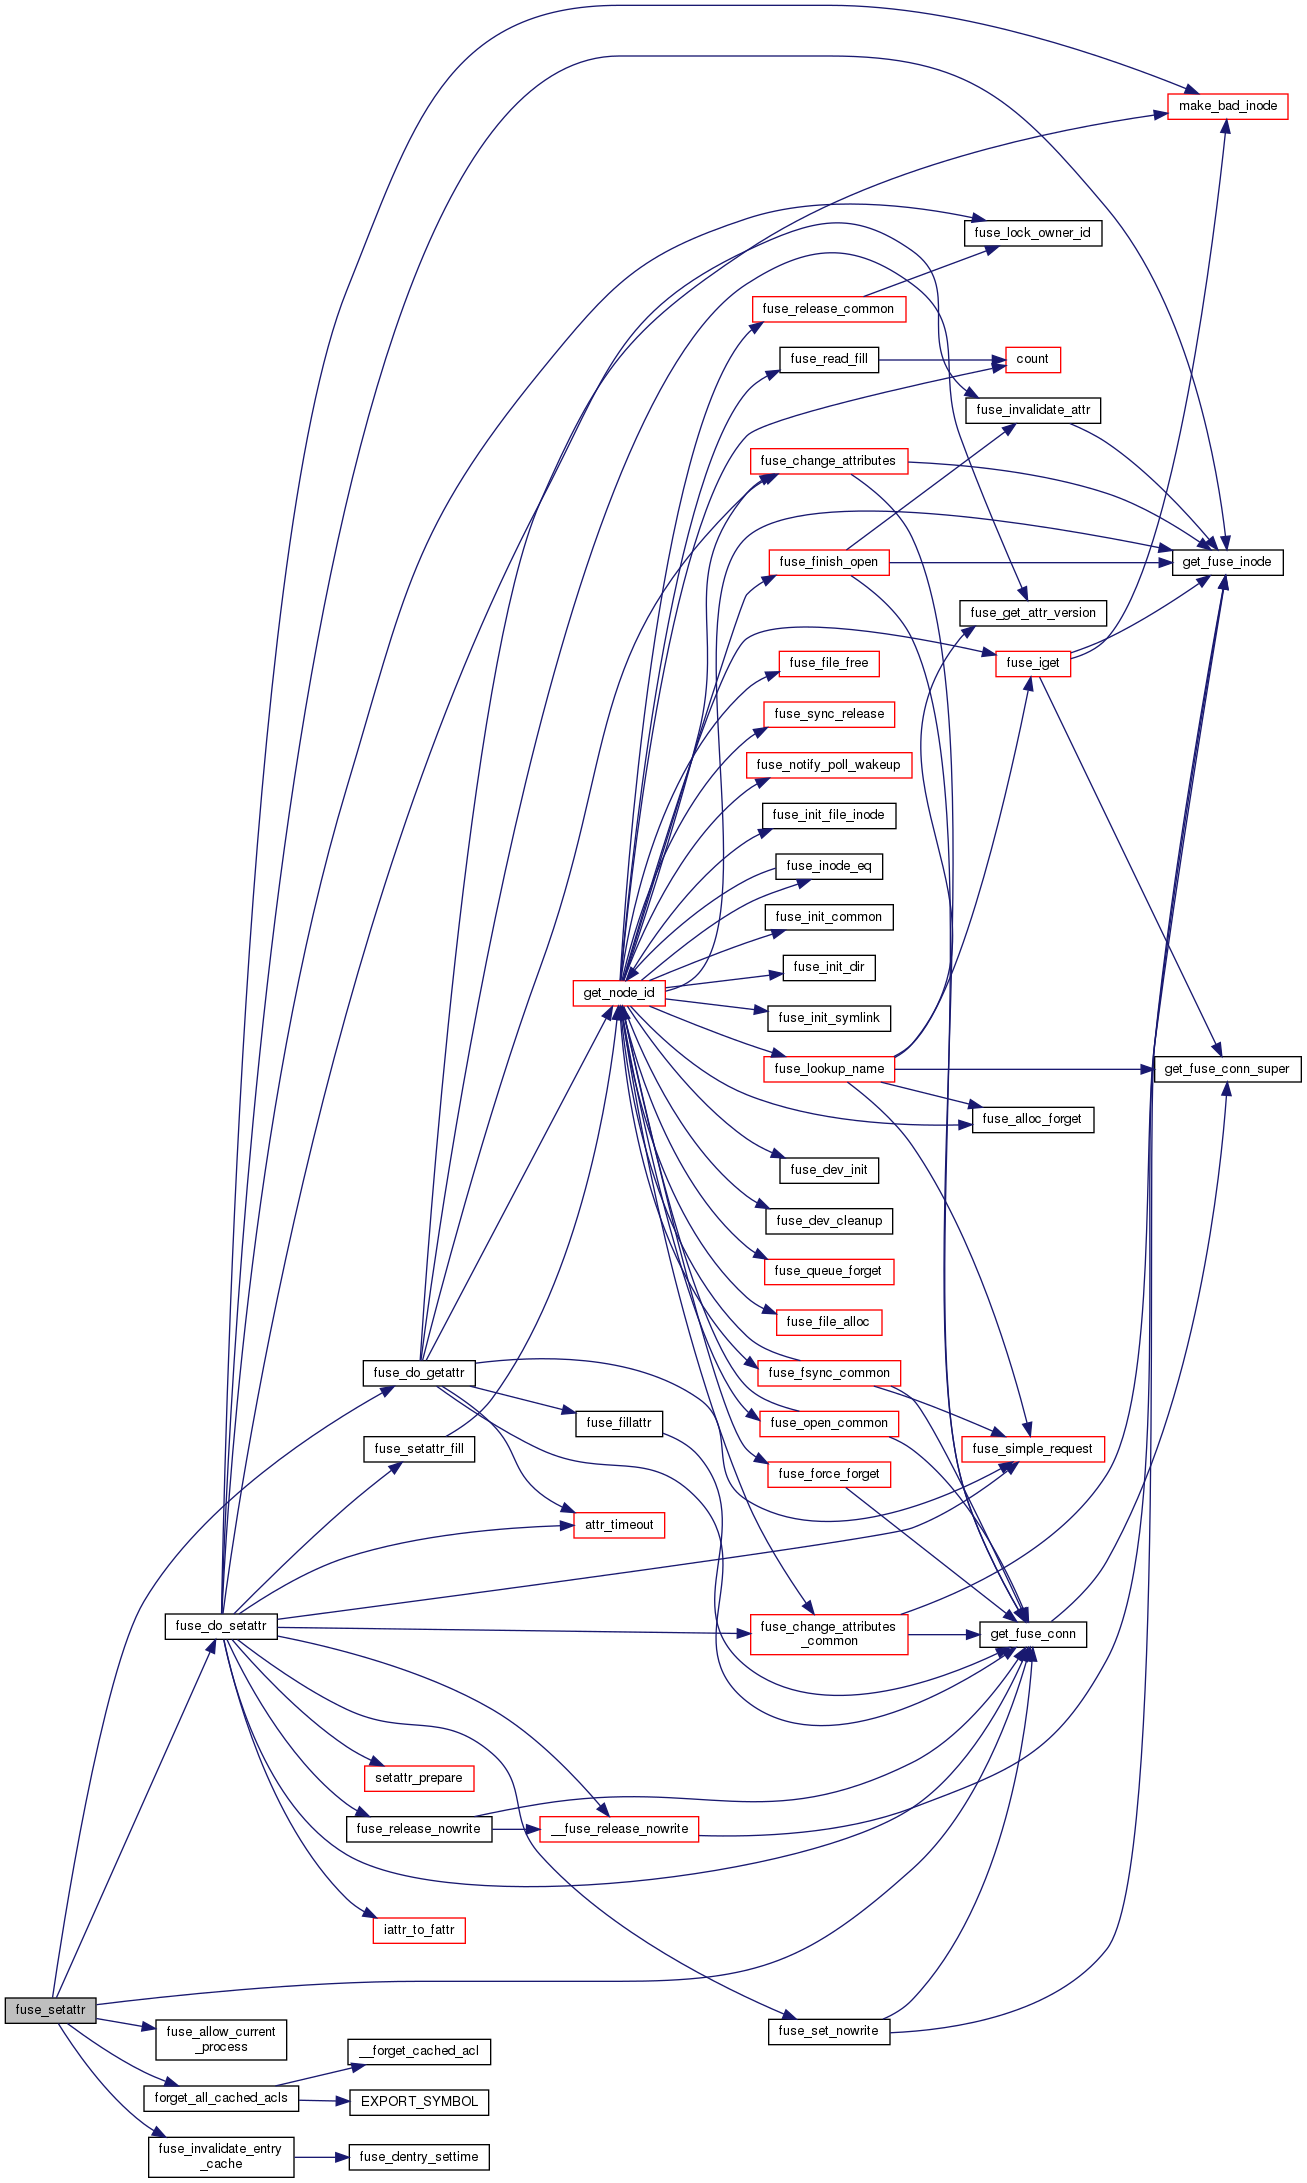 make_bad_inode
fuse_lock_owner_id
fuse_release_common
fuse_read_fill
count
fuse_invalidate_attr
fuse_change_attributes
fuse_finish_open
get_fuse_inode
fuse_get_attr_version
fuse_file_free
fuse_iget
fuse_sync_release
fuse_notify_poll_wakeup
fuse_init_file_inode
fuse_inode_eq
fuse_init_common
fuse_init_dir
get_node_id
fuse_init_symlink
fuse_lookup_name
get_fuse_conn_super
fuse_alloc_forget
fuse_dev_init
fuse_dev_cleanup
fuse_queue_forget
fuse_file_alloc
fuse_do_getattr
fuse_fsync_common
fuse_fillattr
fuse_open_common
fuse_setattr_fill
fuse_simple_request
fuse_force_forget
attr_timeout
fuse_do_setattr
fuse_change_attributes
_common
get_fuse_conn
setattr_prepare
fuse_release_nowrite
__fuse_release_nowrite
iattr_to_fattr
fuse_setattr
fuse_set_nowrite
fuse_allow_current
_process
__forget_cached_acl
forget_all_cached_acls
EXPORT_SYMBOL
fuse_invalidate_entry
_cache
fuse_dentry_settime